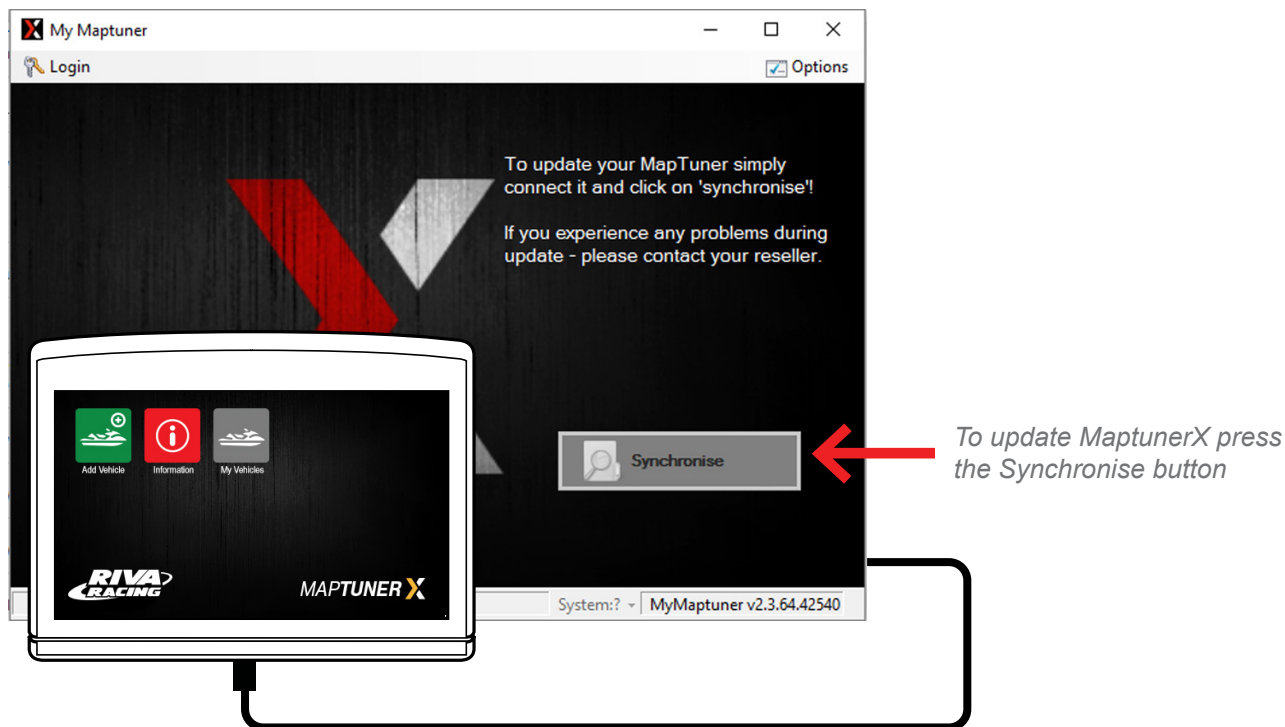 My Maptuner
Login
Options
To update your MapTuner simply
connect it and click on 'synchronise'!
If you experience any problems during
update - please contact your reseller.
Synchronise
To update MaptunerX press
the Synchronise button
Add Vehicle
Information
My Vehicles
RIVA
RACING
MAPTUNER X
System:?
MyMaptuner v2.3.64.42540